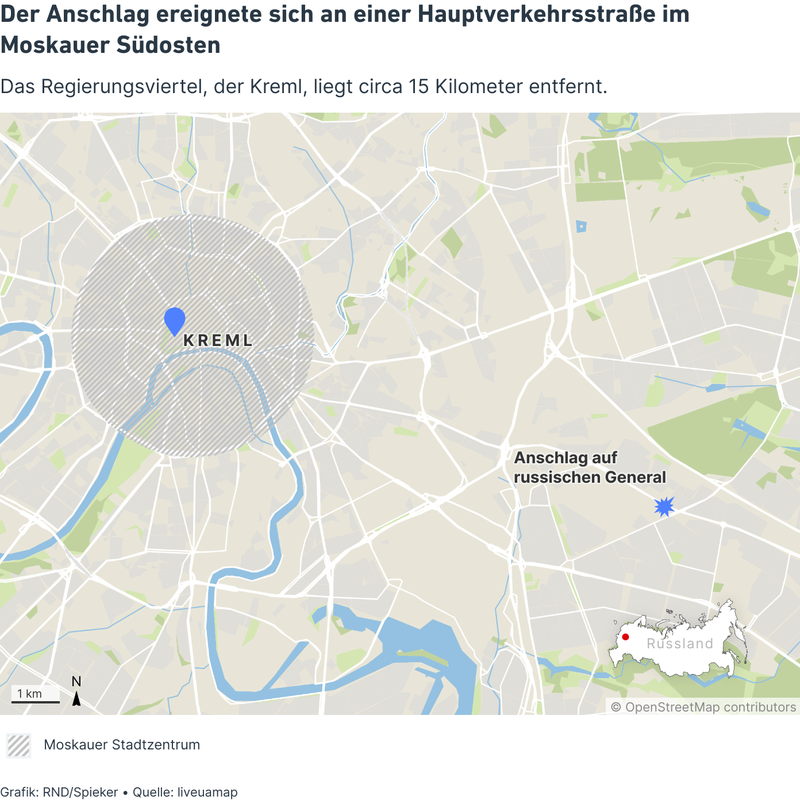 Der Anschlag ereignete sich an einer Hauptverkehrsstraße im
Moskauer Südosten
Das Regierungsviertel, der Kreml, liegt circa 15 Kilometer entfernt.
KREML
Anschlag auf
russischen General
Russland
1 km
N
© OpenStreetMap contributors
Moskauer Stadtzentrum
Grafik: RND/Spieker • Quelle: liveuamap